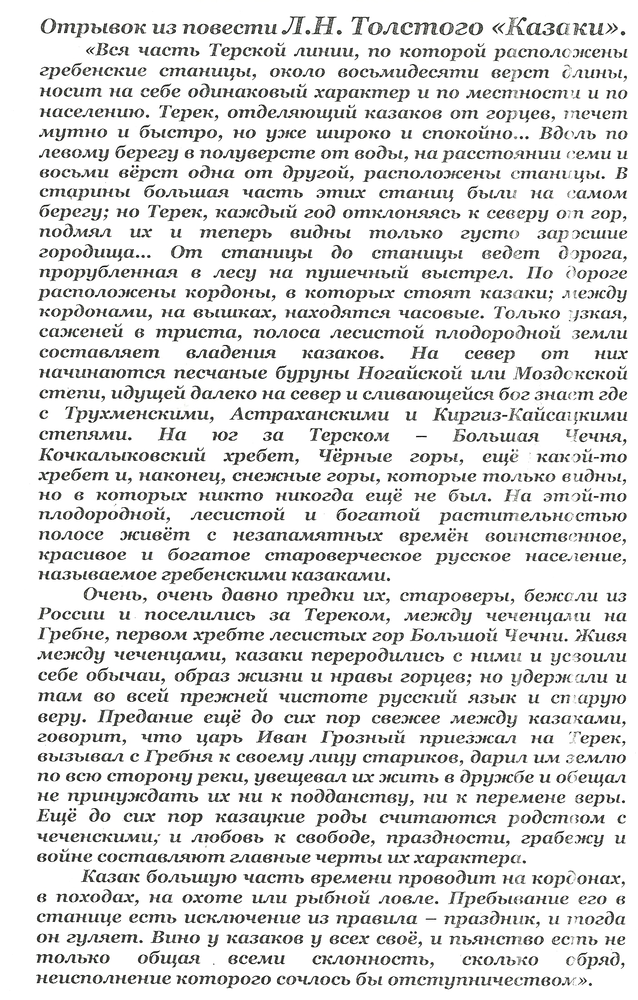 Отрывок из повести Л.Н. Толстого «Казаки».
«Вся часть Терской линии, по которой расположены
гребенские станицы, около восьмидесяти верст длины,
носит на себе одинаковый характер и по местности и по
населению. Терек, отделяющий казаков от горцев, течет
мутно и быстро, но уже широко и спокойно... Вдоль по
левому берегу в полуверсте от воды, на расстоянии семи и
восьми вёрст одна от другой, расположены станицы. В
старины большая часть этих станиц были на самом
берегу; но Терек, каждый год отклоняясь к северу от гор,
подмял их и теперь видны только густо заросшие
городища... От станицы до станицы ведет дорога,
прорубленная в лесу на пушечный выстрел. По дороге
расположены кордоны, в которых стоят казаки; между
кордонами, на вышках, находятся часовые. Только узкая,
саженей в триста, полоса лесистой плодородной земли
составляет владения казаков. На север от них
начинаются песчаные буруны Ногайской или Моздокской
степи, идущей далеко на север и сливающейся бог знает где
с Трухменскими, Астраханскими и Киргиз-Кайсацкими
степями. На юг за Терском – Большая Чечня,
Кочкалыковский хребет, Чёрные горы, ещё какой-то
хребет и, наконец, снежные горы, которые только видны,
но в которых никто никогда ещё не был. На этой-то
плодородной, лесистой и богатой растительностью
полосе живёт с незапамятных времён воинственное,
красивое и богатое староверческое русское население,
называемое гребенскими казаками.
Очень, очень давно предки их, староверы, бежали из
России и поселились за Тереком, между чеченцами на
Гребне, первом хребте лесистых гор Большой Чечни. Живя
между чеченцами, казаки переродились с ними и усвоили
себе обычаи, образ жизни и нравы горцев; но удержали и
там во всей прежней чистоте русский язык и старую
веру. Предание ещё до сих пор свежее между казаками,
говорит, что царь Иван Грозный приезжал на Терек,
вызывал с Гребня к своему лицу стариков, дарил им землю
по всю сторону реки, увещевал их жить в дружбе и обещал
не принуждать их ни к подданству, ни к перемене веры.
Ещё до сих пор казацкие роды считаются родством с
чеченскими; и любовь к свободе, праздности, грабежу и
войне составляют главные черты их характера.
Казак большую часть времени проводит на кордонах,
в походах, на охоте или рыбной ловле. Пребывание его в
станице есть исключение из правила – праздник, и тогда
он гуляет. Вино у казаков у всех своё, и пьянство есть не
только общая всеми склонность, сколько обряд,
неисполнение которого сочлось бы отступничеством».